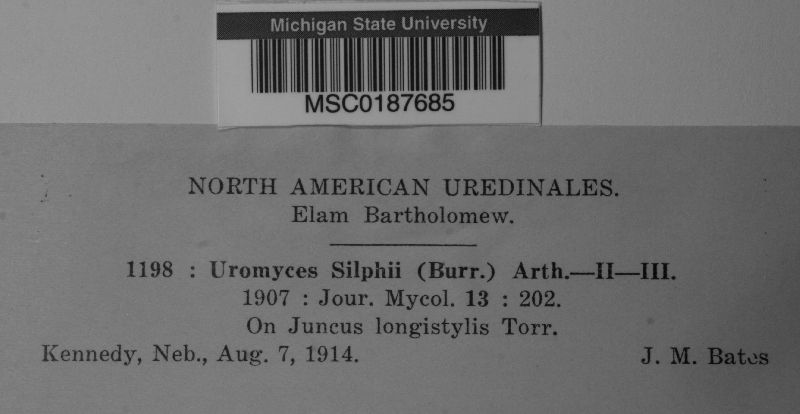 Michigan State University
MSC0187685
NORTH AMERICAN UREDINALES.
Elam Bartholomew.
1198 : Uromyces Silphii (Burr.) Arth.—II—III.
1907 : Jour. Mycol. 13 : 202.
On Juncus longistylis Torr.
Kennedy, Neb., Aug. 7, 1914. J. M. Bates